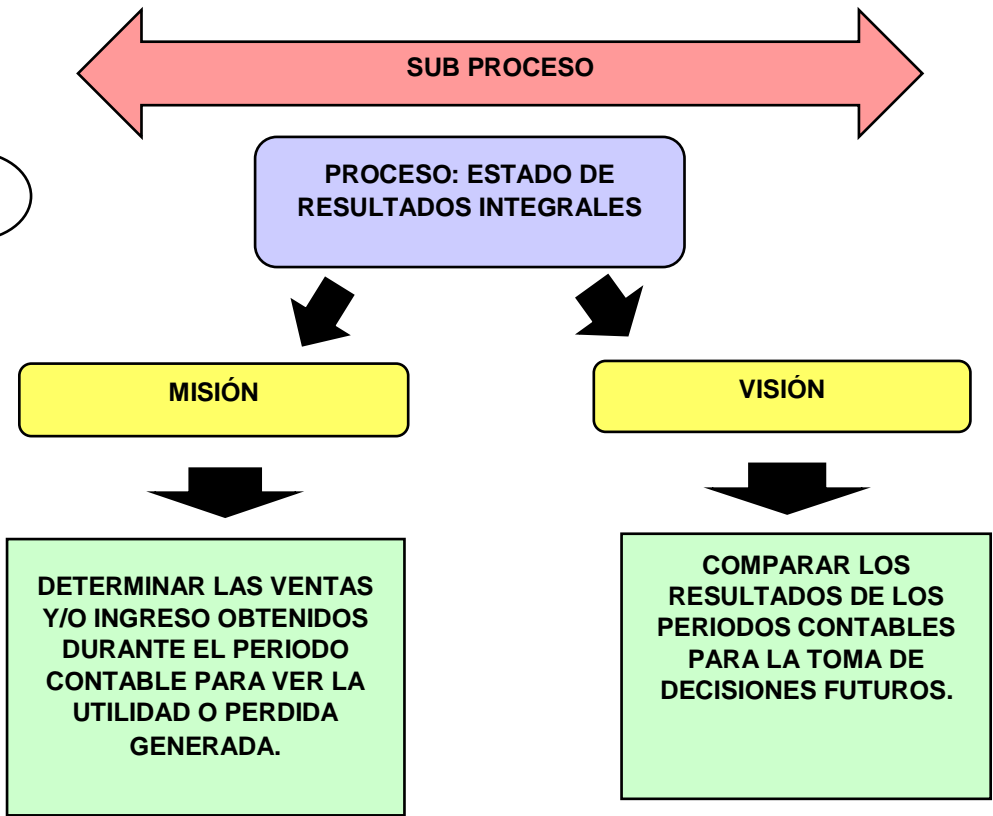 SUB PROCESO
PROCESO: ESTADO DE
RESULTADOS INTEGRALES
MISIÓN
VISIÓN
DETERMINAR LAS VENTAS
Y/O INGRESO OBTENIDOS
DURANTE EL PERIODO
CONTABLE PARA VER LA
UTILIDAD O PERDIDA
GENERADA.
COMPARAR LOS
RESULTADOS DE LOS
PERIODOS CONTABLES
PARA LA TOMA DE
DECISIONES FUTUROS.